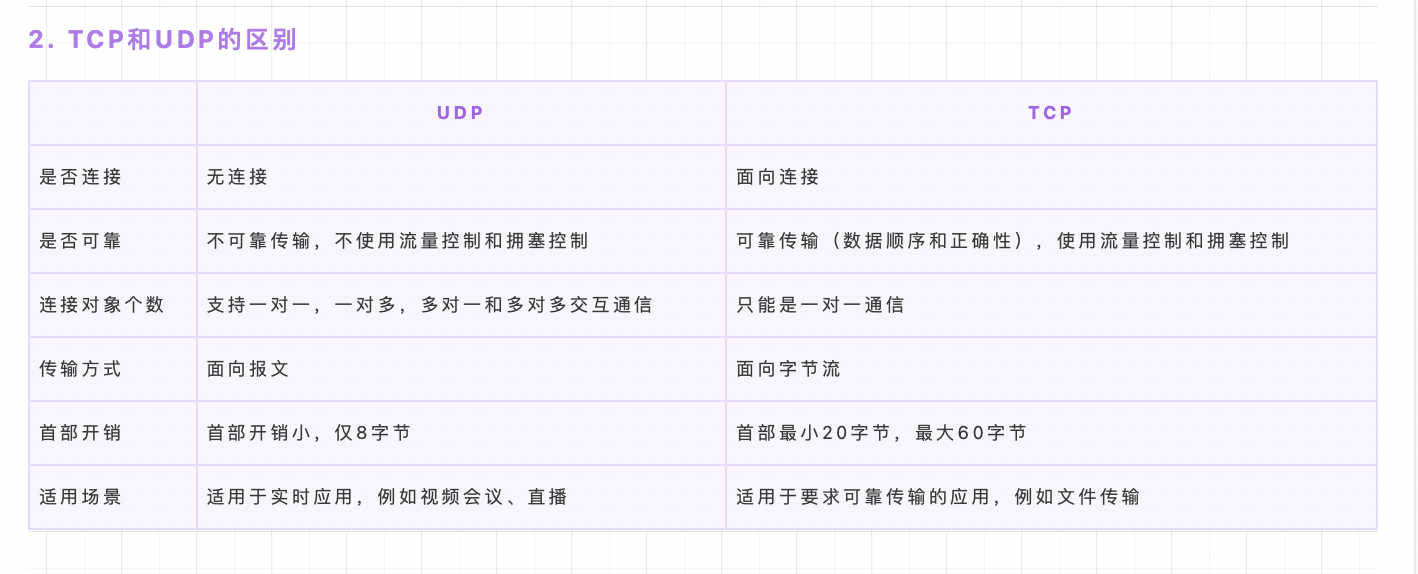 2. TCP和UDP的区别
UDP TCP
是否连接 无连接 面向连接
是否可靠 不可靠传输，不使用流量控制和拥塞控制 可靠传输（数据顺序和正确性），使用流量控制和拥塞控制
连接对象个数 支持一对一，一对多，多对一和多对多交互通信 只能是一对一通信
传输方式 面向报文 面向字节流
首部开销 首部开销小，仅8字节 首部最小20字节，最大60字节
适用场景 适用于实时应用，例如视频会议、直播 适用于要求可靠传输的应用，例如文件传输